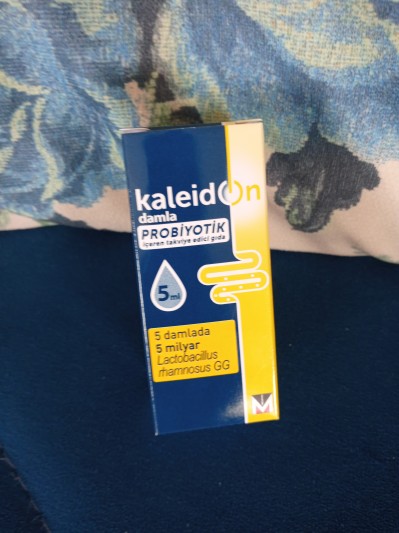 kaleidOn
damla
PROBİYOTİK
içeren takviye edici gıda
5 ml
5 damlada
5 milyar
Lactobacillus
rhamnosus GG
M